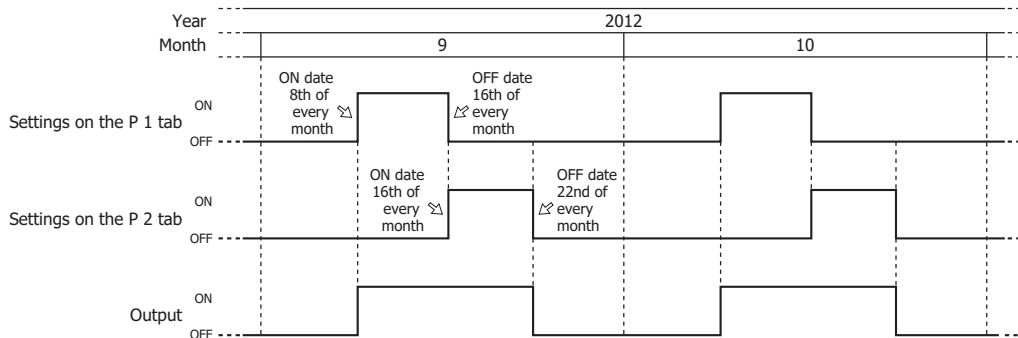 Year
2012
Month
9
10
ON date
8th of
every
month
OFF date
16th of
every
month
Settings on the P 1 tab
ON
OFF
ON date
16th of
every
month
OFF date
22nd of
every
month
Settings on the P 2 tab
ON
OFF
Output
ON
OFF